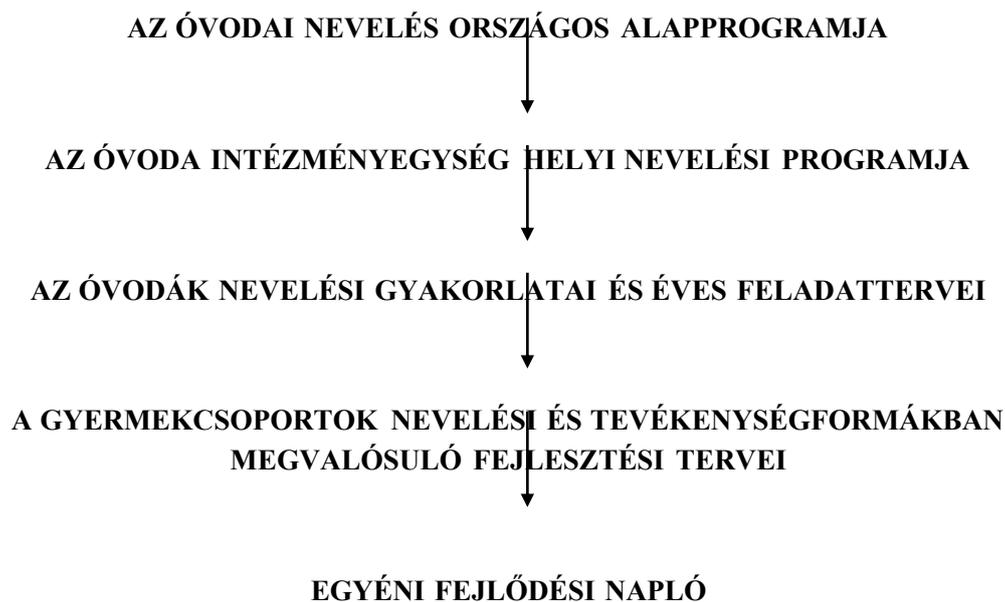 AZ ÓVODAI NEVELÉS ORSZÁGOS ALAPPROGRAMJA
AZ ÓVODA INTÉZMÉNYEGYSÉG HELYI NEVELÉSI PROGRAMJA
AZ ÓVODÁK NEVELÉSI GYAKORLATAI ÉS ÉVES FELADATTERVEI
A GYERMEKCSOPORTOK NEVELÉSI ÉS TEVÉKENYSÉGFORMÁKBAN
MEGVALÓSULÓ FEJLESZTÉSI TERVEI
EGYÉNI FEJLŐDÉSI NAPLÓ